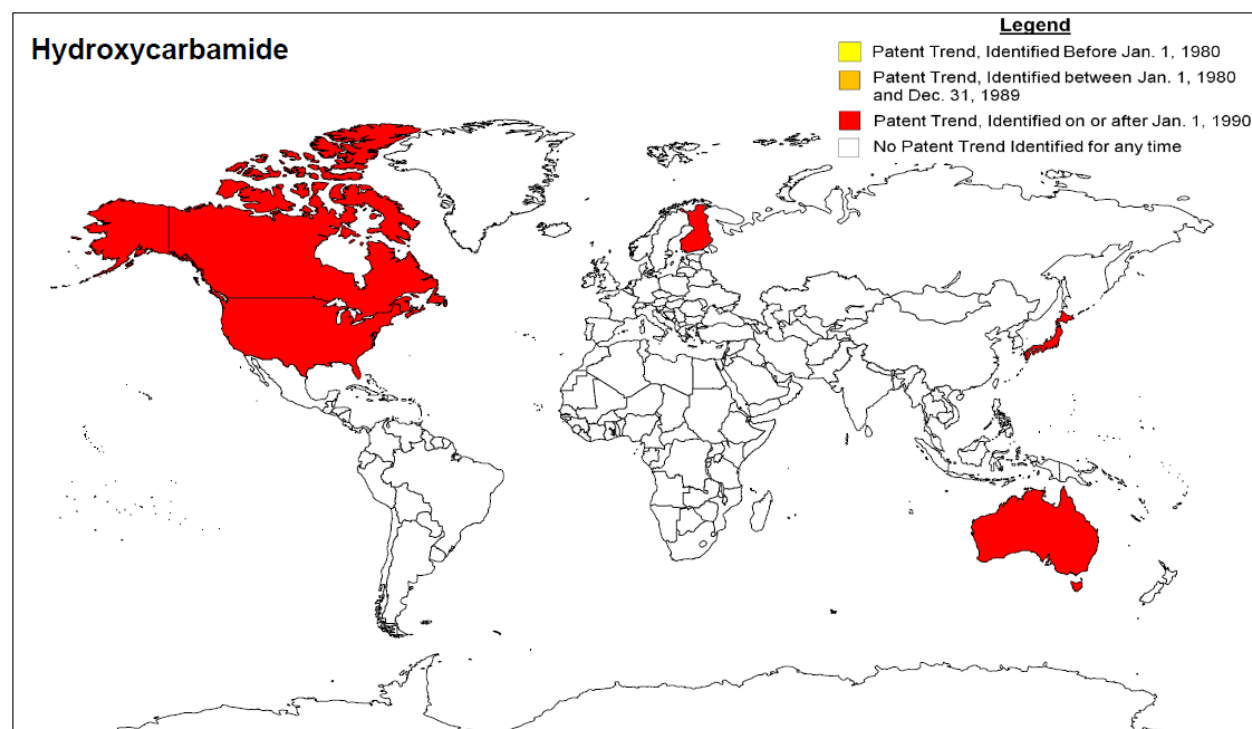 Hydroxycarbamide
Legend
Patent Trend, Identified Before Jan. 1, 1980
Patent Trend, Identified between Jan. 1, 1980
and Dec. 31, 1989
Patent Trend, Identified on or after Jan. 1, 1990
No Patent Trend Identified for any time